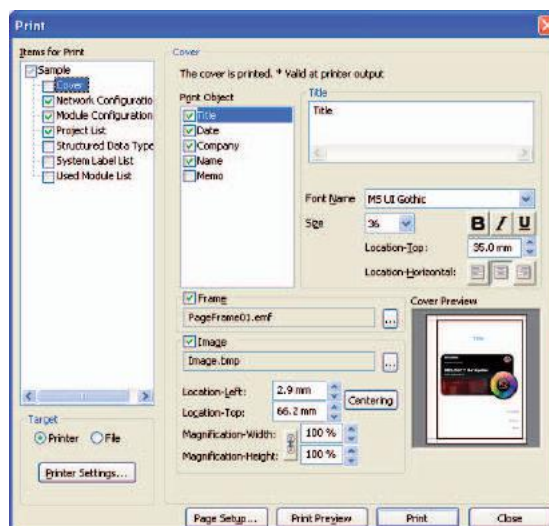 Print
Items for Print
Sample
Cover
Network Configuratio
Module Configuration
Project List
Structured Data Type
System Label List
Used Module List
Target
Printer
File
Printer Settings...
Cover
The cover is printed. * Valid at printer output
Print Object
Title
Date
Company
Name
Memo
Title
Title
Font Name
MS UI Gothic
Size
36
B I U
Location-Top:
35.0 mm
Location-Horizontal:
Frame
PageFrame01.emf
...
Image
Image.bmp
...
Location-Left:
2.9 mm
Location-Top:
66.2 mm
Centering
Magnification-Width:
100 %
Magnification-Height:
100 %
Cover Preview
Title
Page Setup...
Print Preview
Print
Close